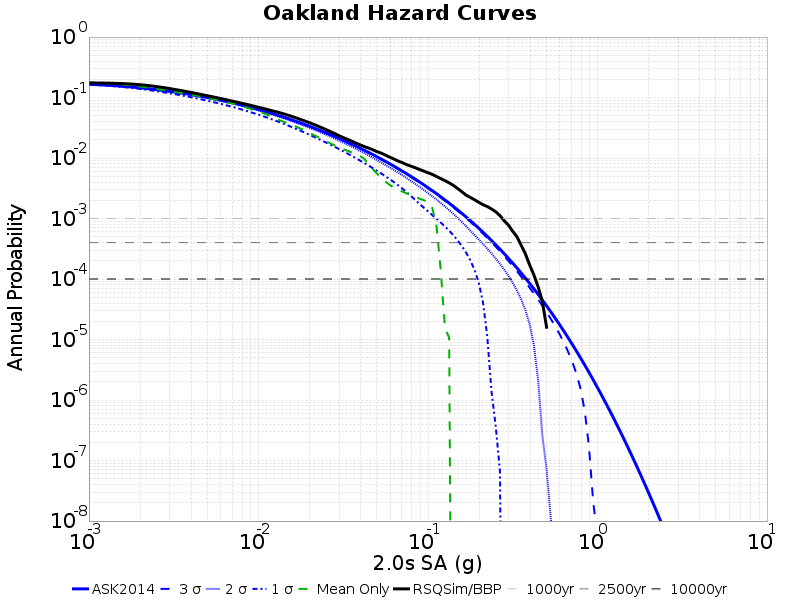 Oakland Hazard Curves
Annual Probability
10^0
10^-1
10^-2
10^-3
10^-4
10^-5
10^-6
10^-7
10^-8
10^-3 10^-2 10^-1 10^0 10^1
2.0s SA (g)
ASK2014 3 σ 2 σ 1 σ Mean Only RSQSim/BBP 1000yr 2500yr 10000yr